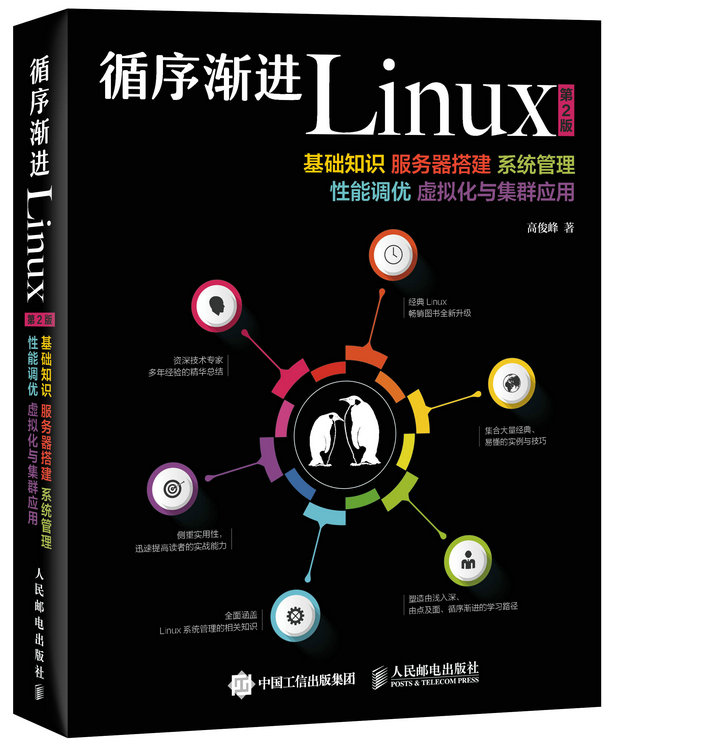 循序渐进Linux
第2版
基础知识 服务器搭建 系统管理
性能调优 虚拟化与集群应用
高俊峰 著
经典 Linux
畅销图书全新升级
资深技术专家
多年经验的精华总结
集合大量经典、
易懂的实例与技巧
侧重实用性，
迅速提高读者的实战能力
塑造由浅入深、
由点及面、循序渐进的学习路径
全面涵盖
Linux 系统管理的相关知识
中国工信出版集团
人民邮电出版社
POSTS & TELECOM PRESS
循序渐进Linux
第2版
基础知识 服务器搭建 系统管理
性能调优 虚拟化与集群应用
人民邮电出版社